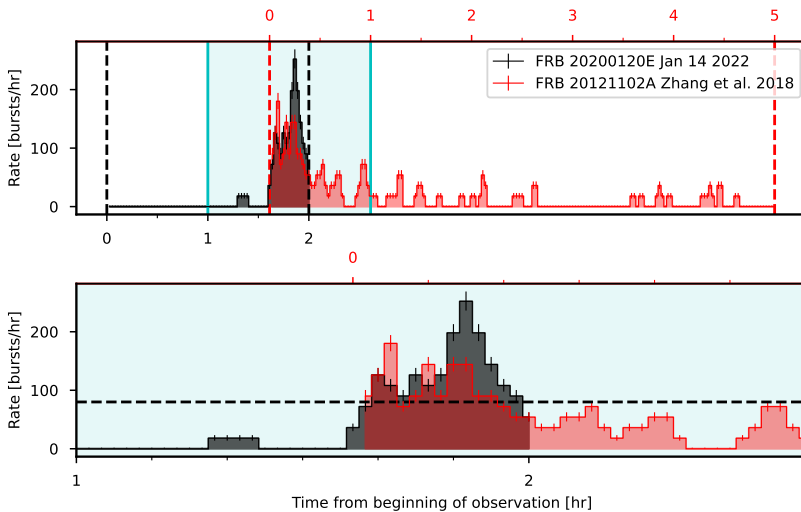 0 1 2 3 4 5
Rate [bursts/hr]
200
100
0
FRB 20200120E Jan 14 2022
FRB 20121102A Zhang et al. 2018
0 1 2
0
Rate [bursts/hr]
200
100
0
1 2
Time from beginning of observation [hr]